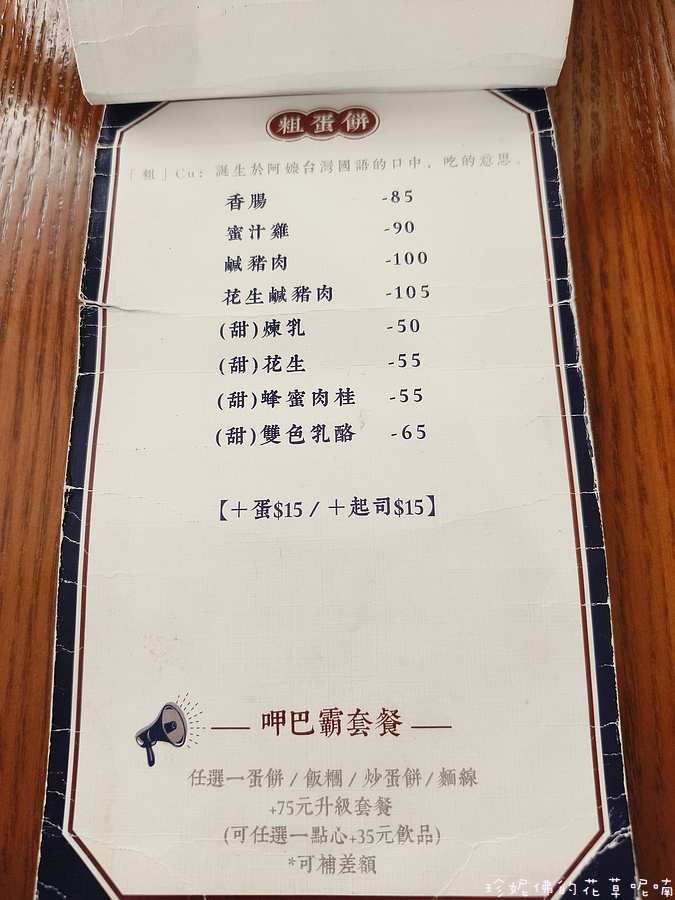 粗蛋餅
「粗」Cu：誕生於阿嬤台灣國語的口中，吃的意思。
香腸 -85
蜜汁雞 -90
鹹豬肉 -100
花生鹹豬肉 -105
(甜)煉乳 -50
(甜)花生 -55
(甜)蜂蜜肉桂 -55
(甜)雙色乳酪 -65
【＋蛋$15／＋起司$15】
呷巴霸套餐
任選一蛋餅／飯糰／炒蛋餅／麵線
+75元升級套餐
(可任選一點心+35元飲品)
*可補差額
珍妮佛的花草呢喃